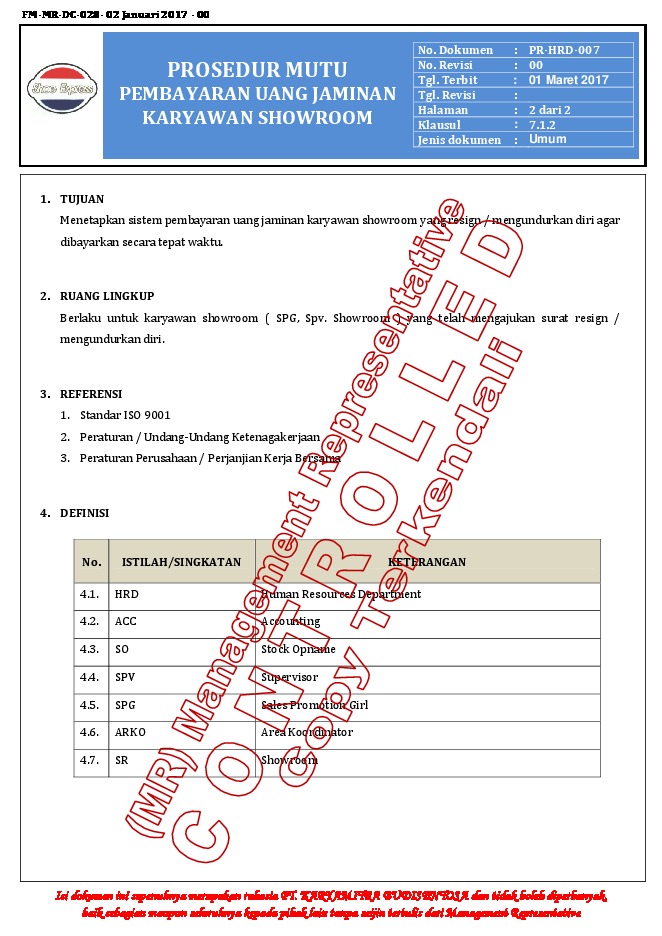 FM-MR-DC-028- 02 Januari 2017 - 00
Shoes Express
PROSEDUR MUTU
PEMBAYARAN UANG JAMINAN
KARYAWAN SHOWROOM
No. Dokumen : PR-HRD-007
No. Revisi : 00
Tgl. Terbit : 01 Maret 2017
Tgl. Revisi :
Halaman : 2 dari 2
Klausul : 7.1.2
Jenis dokumen : Umum
1. TUJUAN
Menetapkan sistem pembayaran uang jaminan karyawan showroom yang resign / mengundurkan diri agar
dibayarkan secara tepat waktu.
2. RUANG LINGKUP
Berlaku untuk karyawan showroom ( SPG, Spv. Showroom ) yang telah mengajukan surat resign /
mengundurkan diri.
3. REFERENSI
1. Standar ISO 9001
2. Peraturan / Undang-Undang Ketenagakerjaan
3. Peraturan Perusahaan / Perjanjian Kerja Bersama
4. DEFINISI
No. ISTILAH/SINGKATAN KETERANGAN
4.1. HRD Human Resources Department
4.2. ACC Accounting
4.3. SO Stock Opname
4.4. SPV Supervisor
4.5. SPG Sales Promotion Girl
4.6. ARKO Area Koordinator
4.7. SR Showroom
(MR) Management Representative
CONTROLLED
Copy Terkendali
Isi dokumen ini sepenuhnya merupakan rahasia PT. KARYAMITRA BUDISENTOSA dan tidak boleh diperbanyak,
baik sebagian maupun seluruhnya kepada pihak lain tanpa seijin tertulis dari Management Representative